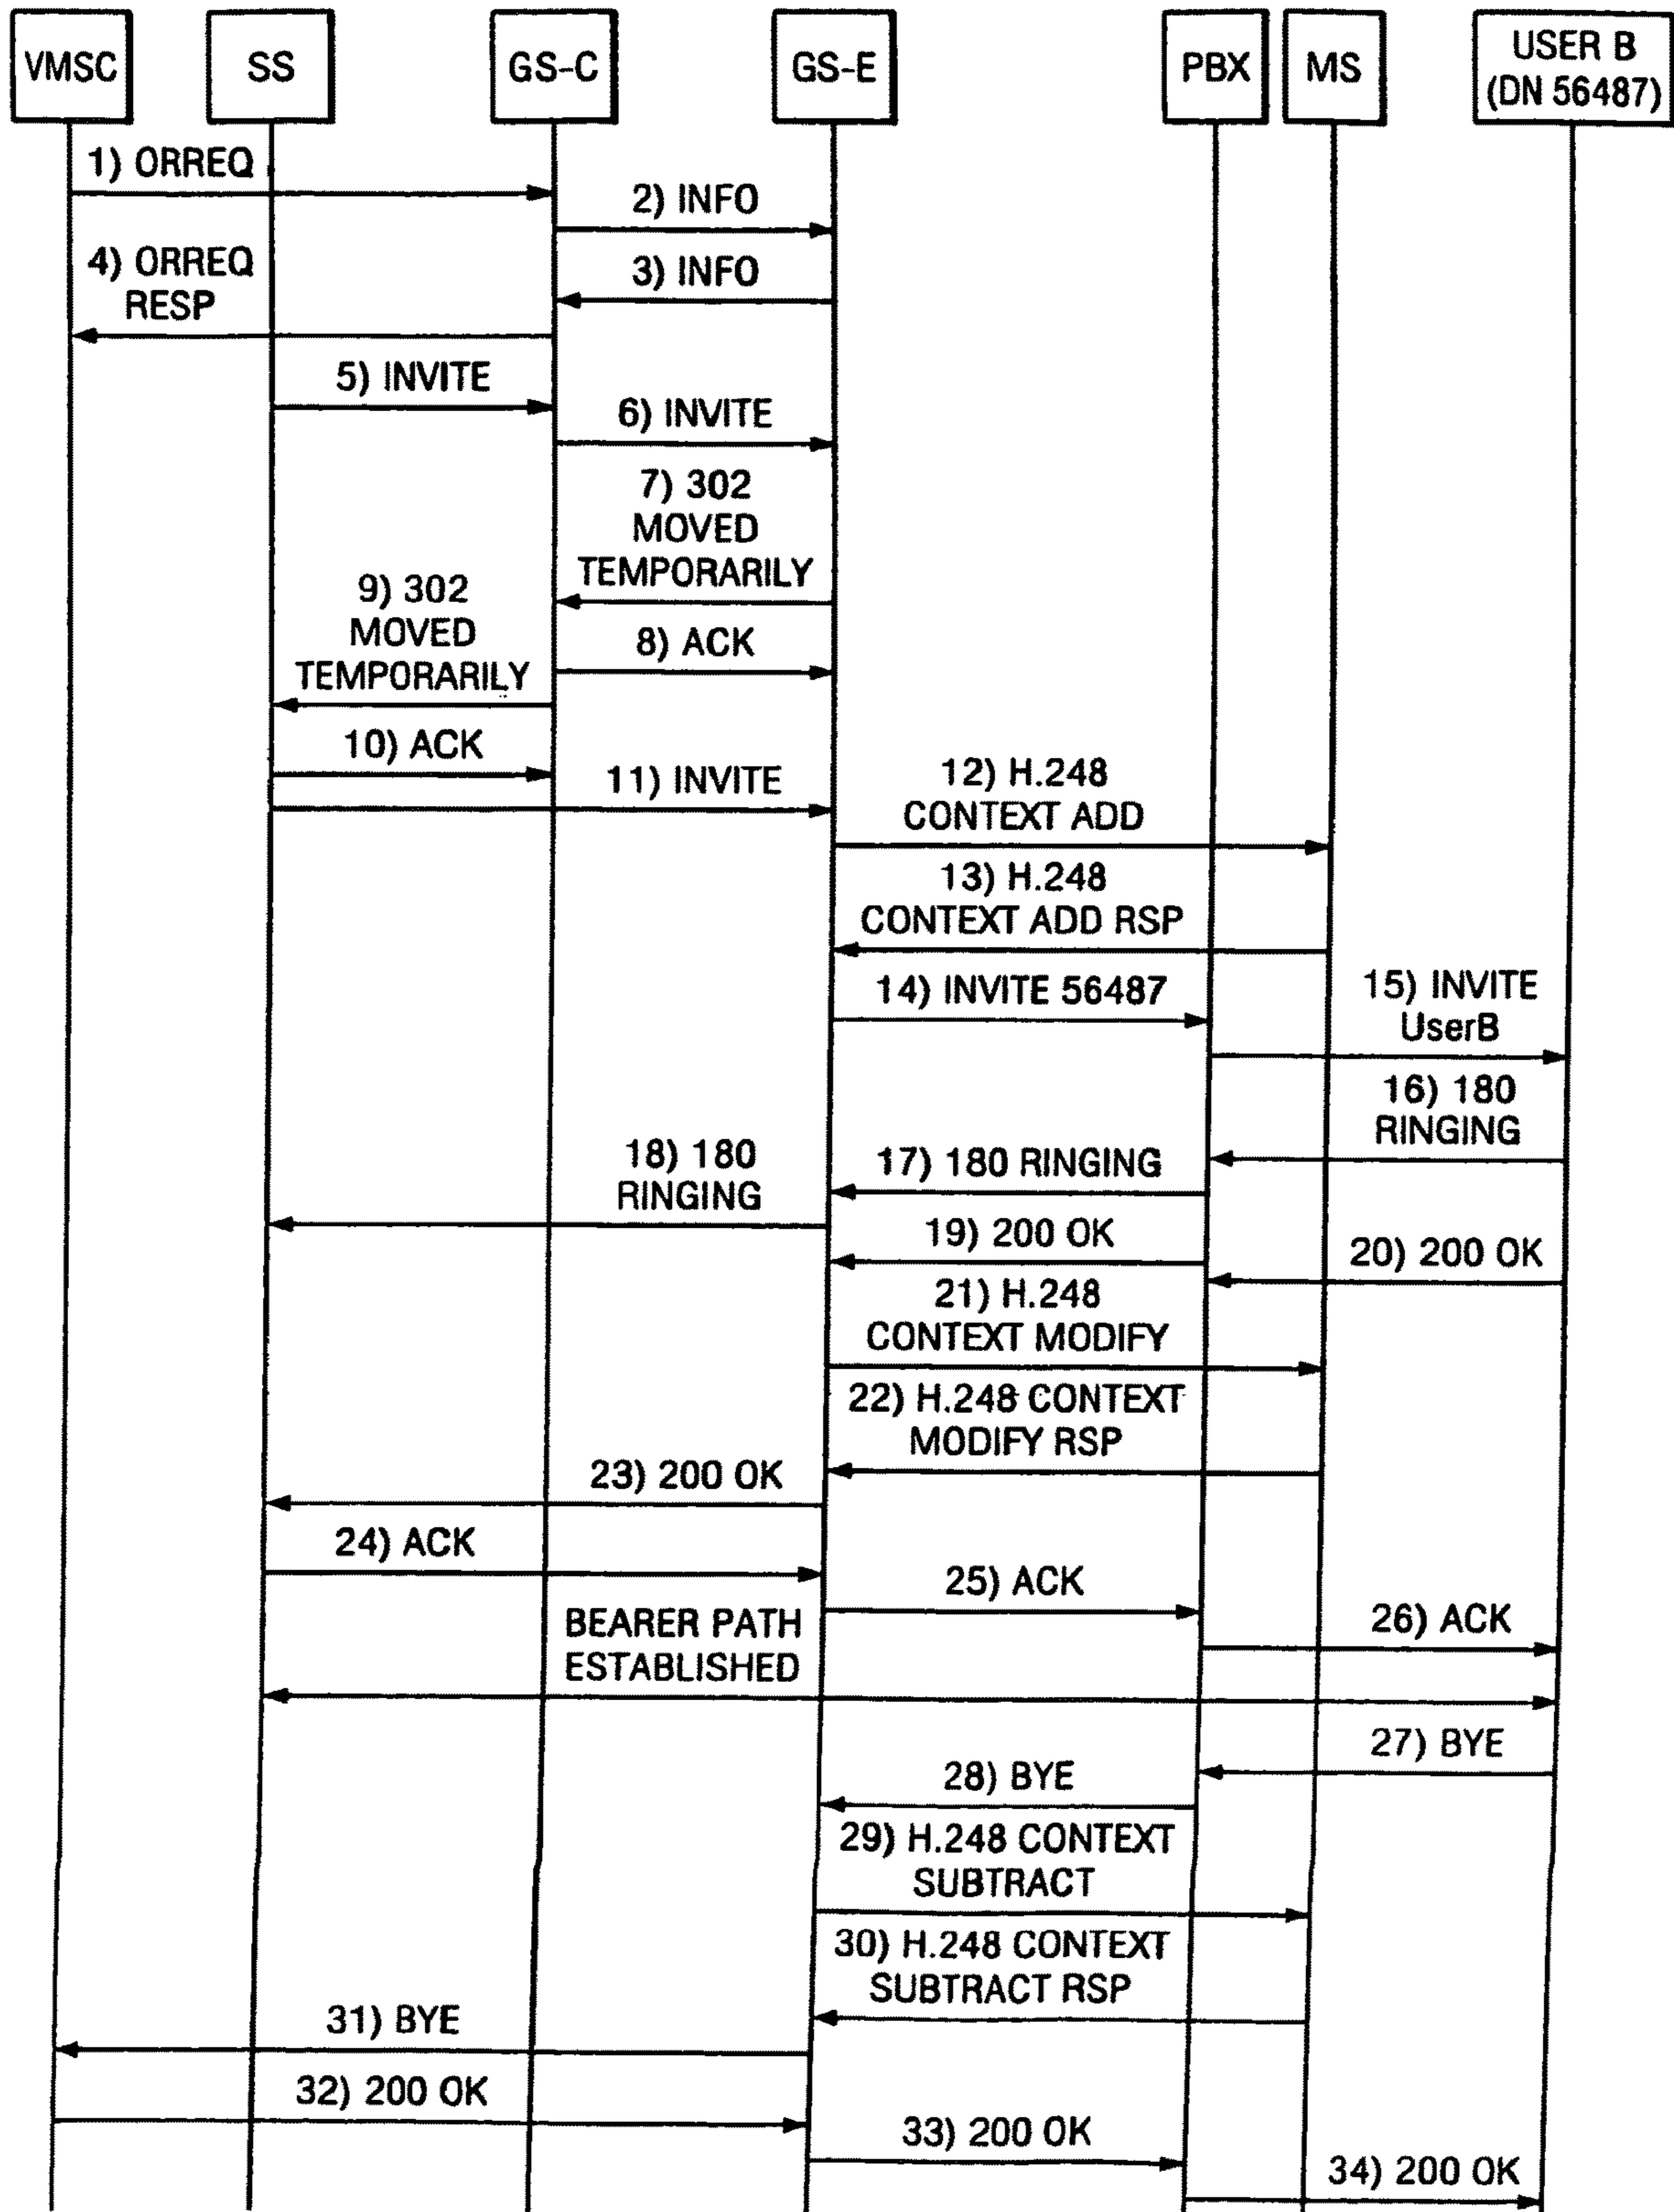 VMSC
SS
GS-C
GS-E
PBX
MS
USER B
(DN 56487)
1) ORREQ
2) INFO
3) INFO
4) ORREQ
RESP
5) INVITE
6) INVITE
7) 302
MOVED
TEMPORARILY
8) ACK
9) 302
MOVED
TEMPORARILY
10) ACK
11) INVITE
12) H.248
CONTEXT ADD
13) H.248
CONTEXT ADD RSP
14) INVITE 56487
15) INVITE
UserB
16) 180
RINGING
17) 180 RINGING
18) 180
RINGING
19) 200 OK
20) 200 OK
21) H.248
CONTEXT MODIFY
22) H.248 CONTEXT
MODIFY RSP
23) 200 OK
24) ACK
25) ACK
26) ACK
BEARER PATH
ESTABLISHED
27) BYE
28) BYE
29) H.248 CONTEXT
SUBTRACT
30) H.248 CONTEXT
SUBTRACT RSP
31) BYE
32) 200 OK
33) 200 OK
34) 200 OK